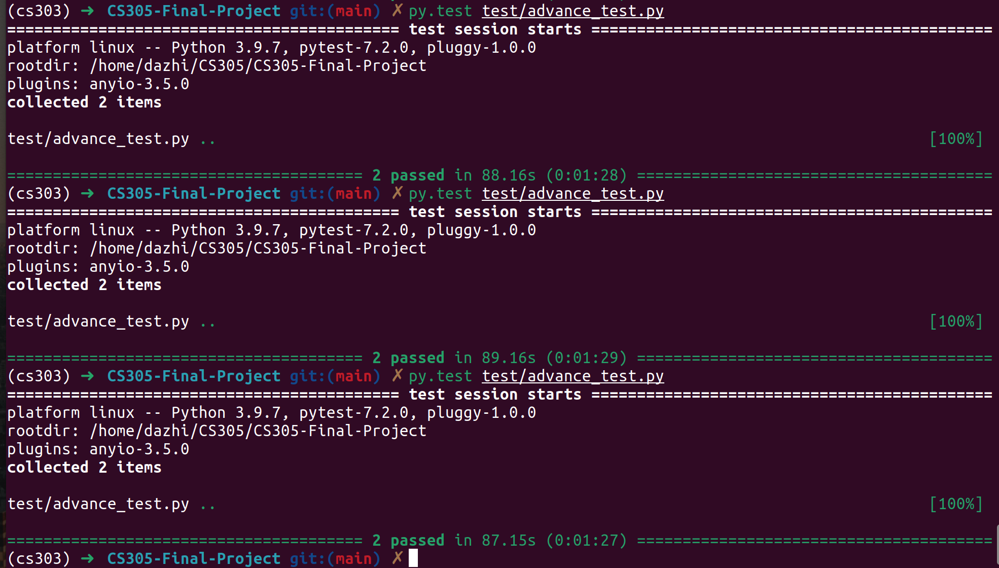 (cs303) ➜ CS305-Final-Project git:(main) ✗ py.test test/advance_test.py
=========================================== test session starts ============================================
platform linux -- Python 3.9.7, pytest-7.2.0, pluggy-1.0.0
rootdir: /home/dazhi/CS305/CS305-Final-Project
plugins: anyio-3.5.0
collected 2 items
test/advance_test.py .. [100%]
======================================= 2 passed in 88.16s (0:01:28) =======================================
(cs303) ➜ CS305-Final-Project git:(main) ✗ py.test test/advance_test.py
=========================================== test session starts ============================================
platform linux -- Python 3.9.7, pytest-7.2.0, pluggy-1.0.0
rootdir: /home/dazhi/CS305/CS305-Final-Project
plugins: anyio-3.5.0
collected 2 items
test/advance_test.py .. [100%]
======================================= 2 passed in 89.16s (0:01:29) =======================================
(cs303) ➜ CS305-Final-Project git:(main) ✗ py.test test/advance_test.py
=========================================== test session starts ============================================
platform linux -- Python 3.9.7, pytest-7.2.0, pluggy-1.0.0
rootdir: /home/dazhi/CS305/CS305-Final-Project
plugins: anyio-3.5.0
collected 2 items
test/advance_test.py .. [100%]
======================================= 2 passed in 87.15s (0:01:27) =======================================
(cs303) ➜ CS305-Final-Project git:(main) ✗